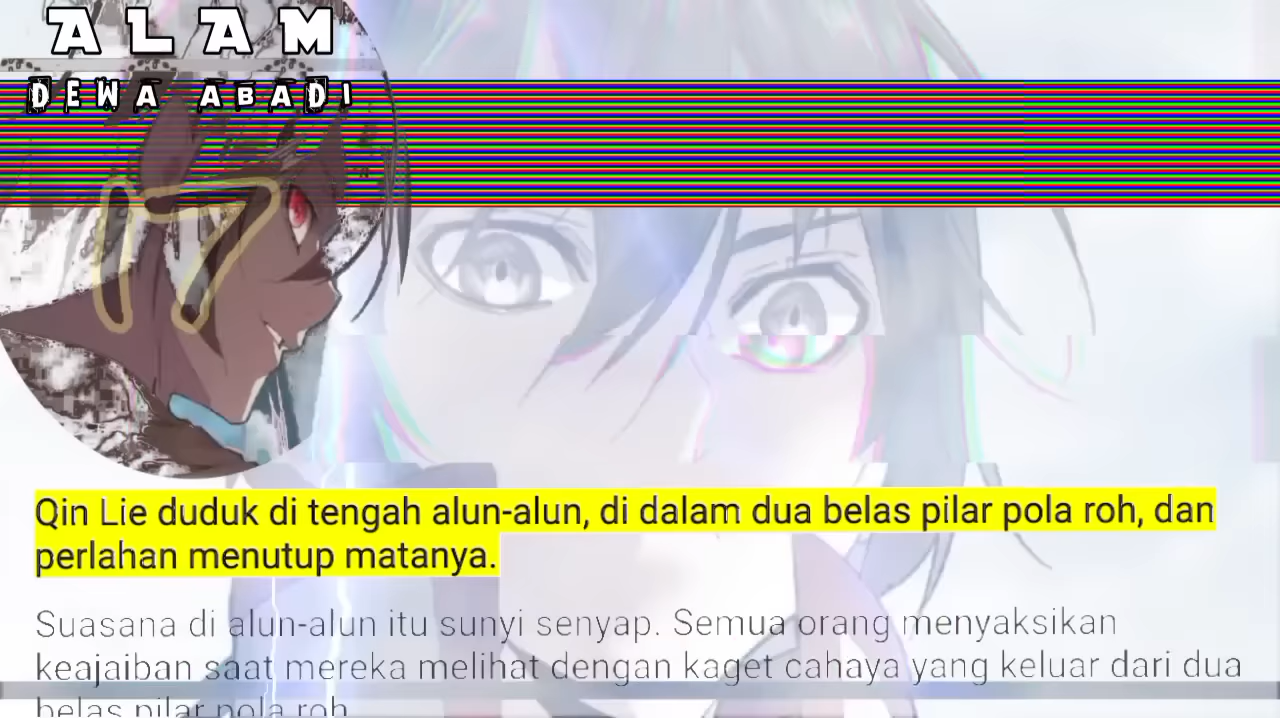 ALAM
DEWA ABADI
17
Qin Lie duduk di tengah alun-alun, di dalam dua belas pilar pola roh, dan
perlahan menutup matanya.
Suasana di alun-alun itu sunyi senyap. Semua orang menyaksikan
keajaiban saat mereka melihat dengan kaget cahaya yang keluar dari dua
belas pilar pola roh